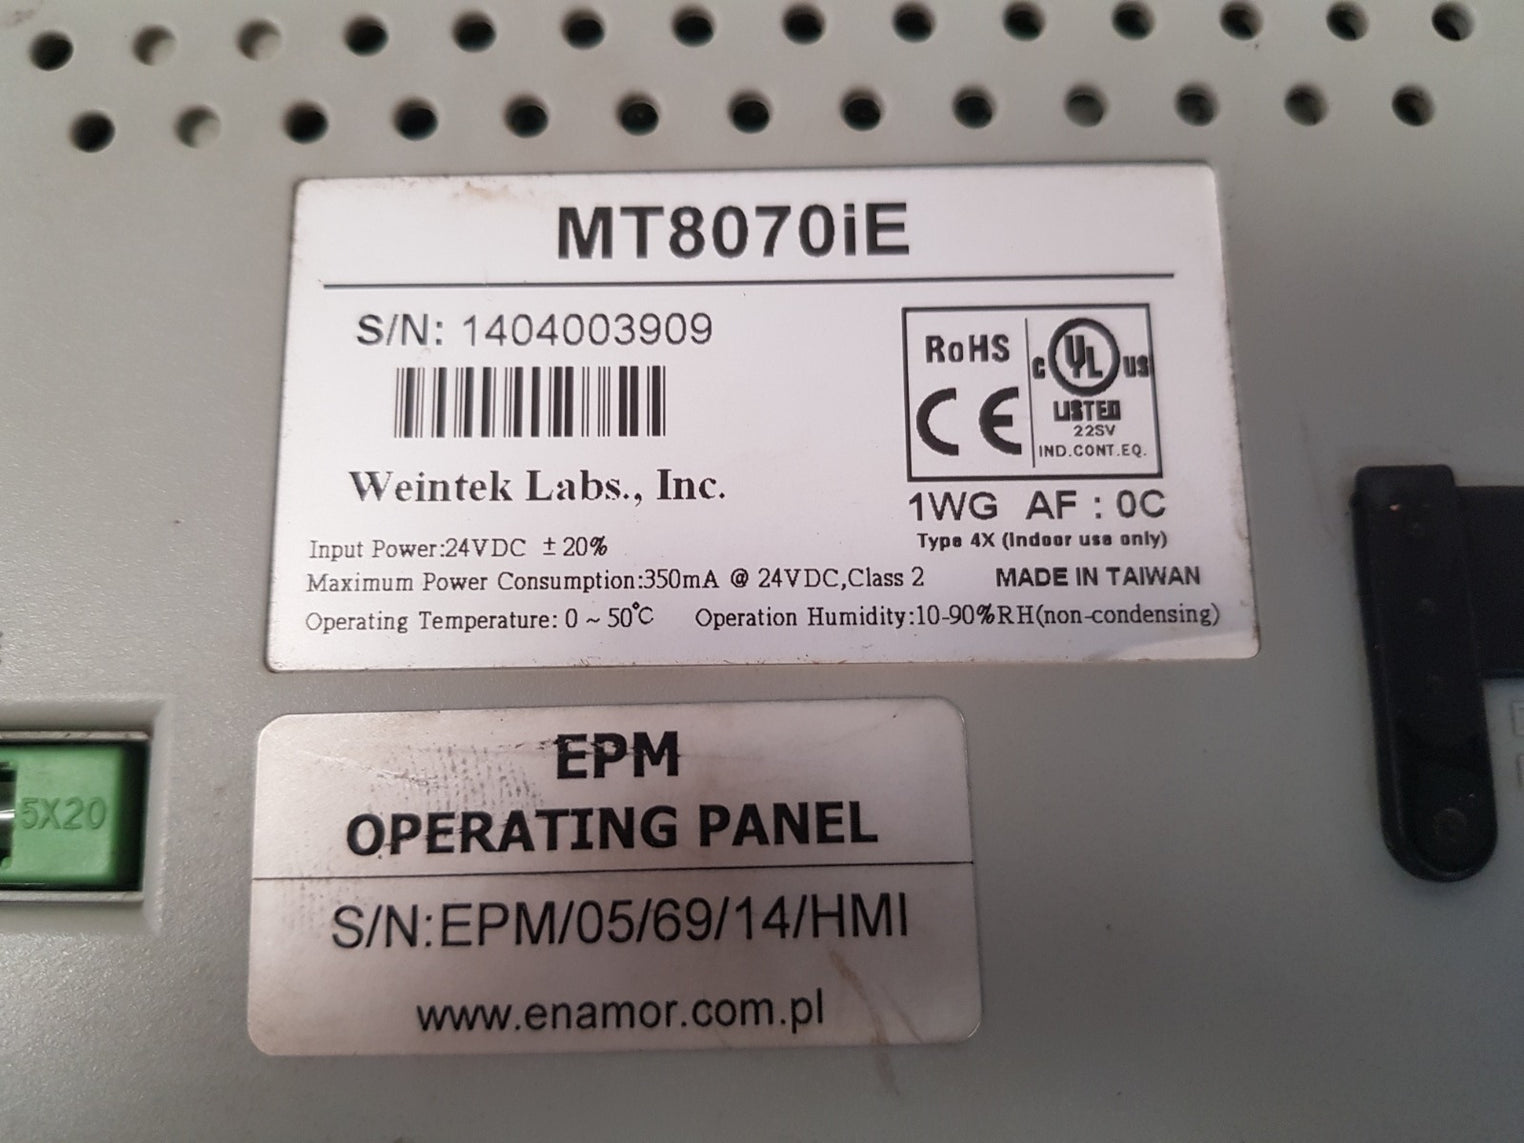 MT8070iE
S/N: 1404003909
RoHS
CE
C UL US
LISTED
22SV
IND.CONT.EQ.
Weintek Labs., Inc.
1WG AF : 0C
Type 4X (Indoor use only)
Input Power:24VDC ±20%
Maximum Power Consumption:350mA @ 24VDC,Class 2
MADE IN TAIWAN
Operating Temperature: 0 ~ 50°C Operation Humidity:10-90%RH(non-condensing)
EPM
OPERATING PANEL
5X20
S/N:EPM/05/69/14/HMI
www.enamor.com.pl